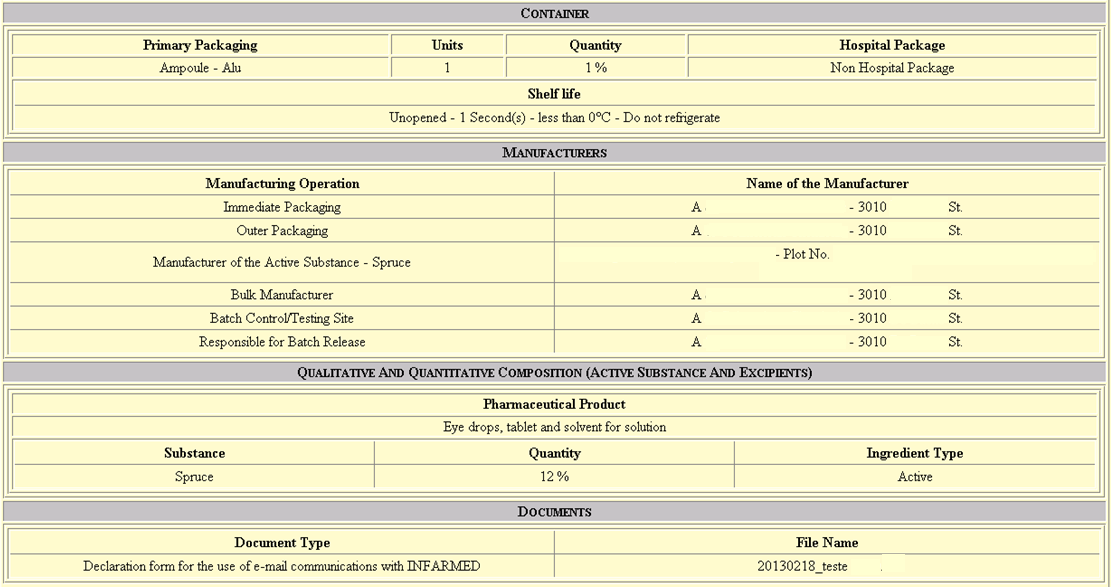 CONTAINER
Primary Packaging Units Quantity Hospital Package
Ampoule - Alu 1 1 % Non Hospital Package
Shelf life
Unopened - 1 Second(s) - less than 0ºC - Do not refrigerate
MANUFACTURERS
Manufacturing Operation Name of the Manufacturer
Immediate Packaging A - 3010 St.
Outer Packaging A - 3010 St.
Manufacturer of the Active Substance - Spruce - Plot No.
Bulk Manufacturer A - 3010 St.
Batch Control/Testing Site A - 3010 St.
Responsible for Batch Release A - 3010 St.
QUALITATIVE AND QUANTITATIVE COMPOSITION (ACTIVE SUBSTANCE AND EXCIPIENTS)
Pharmaceutical Product
Eye drops, tablet and solvent for solution
Substance Quantity Ingredient Type
Spruce 12 % Active
DOCUMENTS
Document Type File Name
Declaration form for the use of e-mail communications with INFARMED 20130218_teste